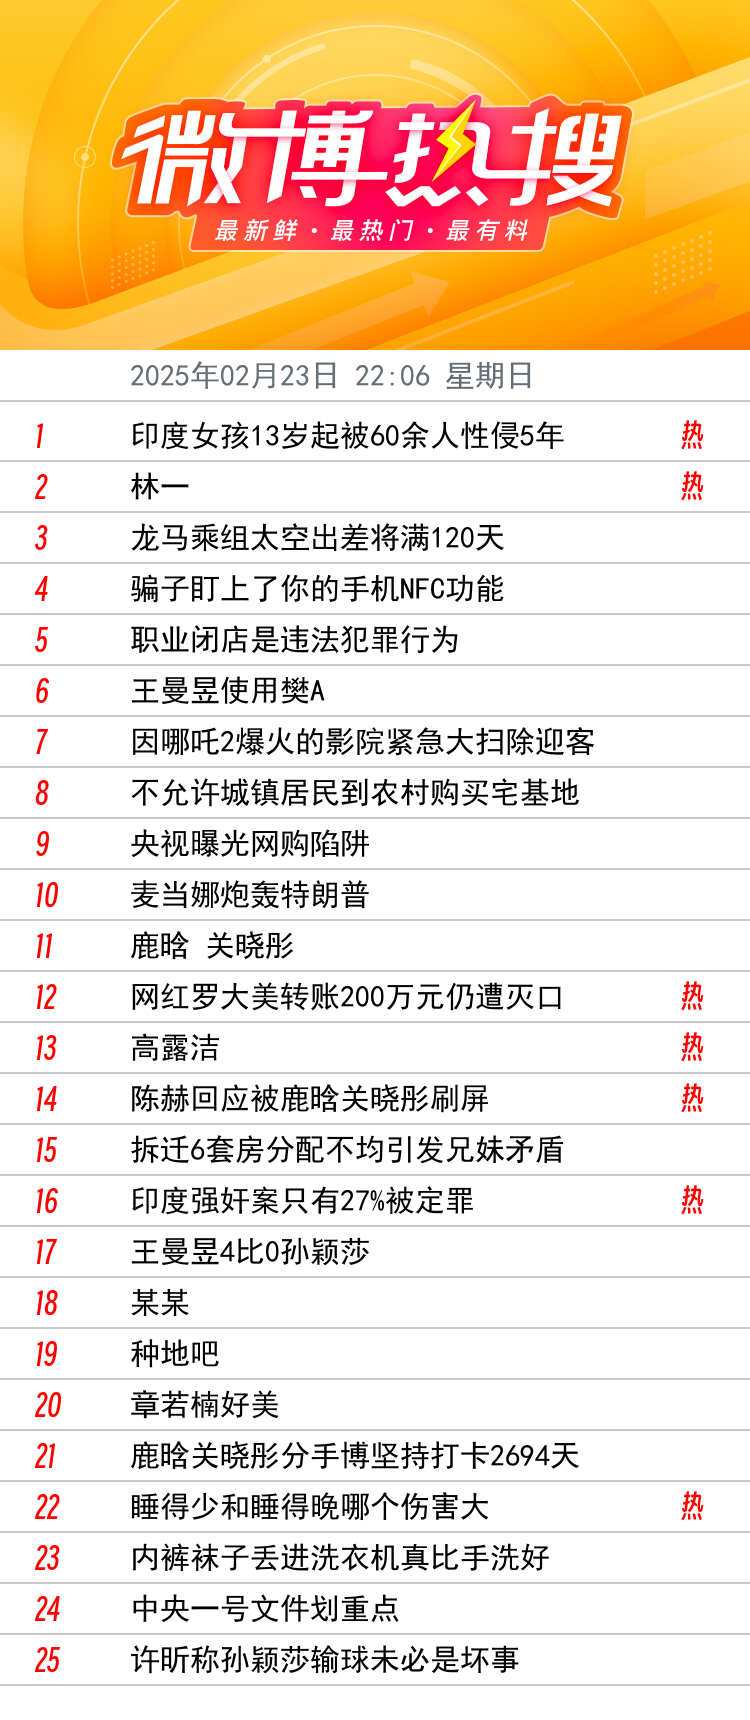 微博热搜
最新鲜·最热门·最有料
2025年02月23日 22:06 星期日
1 印度女孩13岁起被60余人性侵5年 热
2 林一 热
3 龙马乘组太空出差将满120天
4 骗子盯上了你的手机NFC功能
5 职业闭店是违法犯罪行为
6 王曼昱使用樊A
7 因哪吒2爆火的影院紧急大扫除迎客
8 不允许城镇居民到农村购买宅基地
9 央视曝光网购陷阱
10 麦当娜炮轰特朗普
11 鹿晗 关晓彤
12 网红罗大美转账200万元仍遭灭口 热
13 高露洁 热
14 陈赫回应被鹿晗关晓彤刷屏 热
15 拆迁6套房分配不均引发兄妹矛盾
16 印度强奸案只有27%被定罪 热
17 王曼昱4比0孙颖莎
18 某某
19 种地吧
20 章若楠好美
21 鹿晗关晓彤分手博坚持打卡2694天
22 睡得少和睡得晚哪个伤害大 热
23 内裤袜子丢进洗衣机真比手洗好
24 中央一号文件划重点
25 许昕称孙颖莎输球未必是坏事